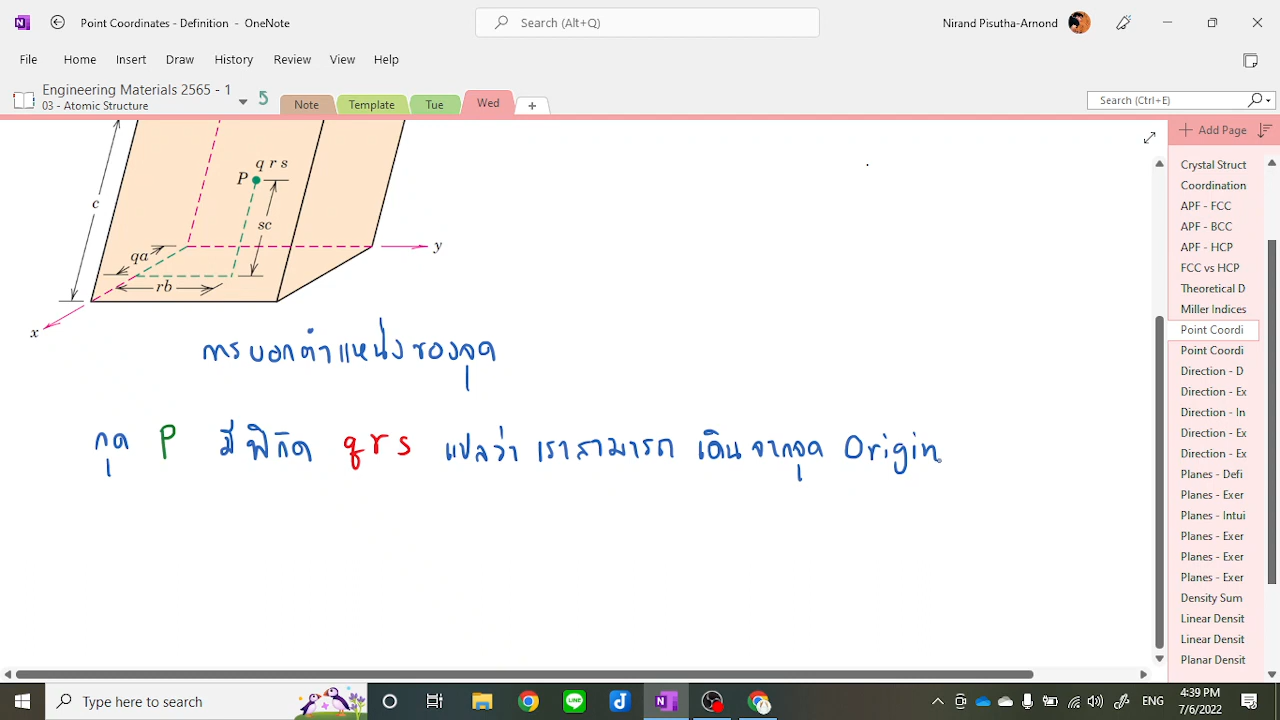 Point Coordinates - Definition - OneNote
Search (Alt+Q)
Nirand Pisutha-Arnond
File Home Insert Draw History Review View Help
Engineering Materials 2565 - 1
03 - Atomic Structure
Note Template Tue Wed +
Search (Ctrl+E)
Add Page
Crystal Struct
Coordination
APF - FCC
APF - BCC
APF - HCP
FCC vs HCP
Theoretical D
Miller Indices
Point Coordi
Point Coordi
Direction - D
Direction - Ex
Direction - In
Direction - Ex
Direction - Ex
Planes - Defi
Planes - Exer
Planes - Intui
Planes - Exer
Planes - Exer
Planes - Exer
Density Sum
Linear Densit
Linear Densit
Planar Densit
q r s
P
c
sc
qa
y
rb
x
การบอกตำแหน่งของจุด
จุด P มีพิกัด q r s แปลว่า เราสามารถ เดินจากจุด Origin
Type here to search
ENG
4:39 PM
7/6/2022